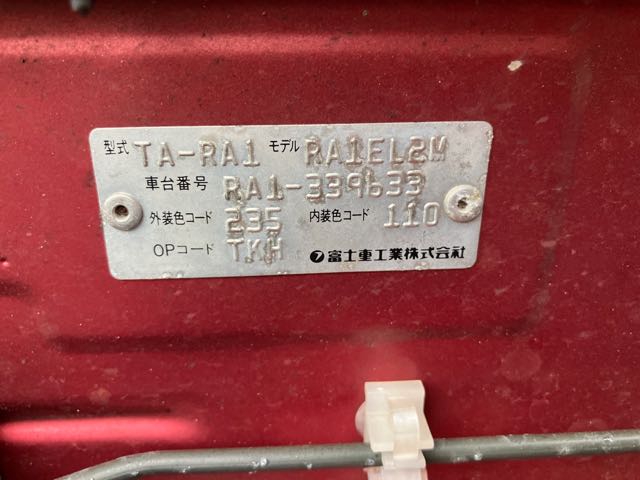 型式 TA-RA1 モデル RA1EL2M
車台番号 RA1-339633
外装色コード 235 内装色コード 110
OPコード TKH 富士重工業株式会社